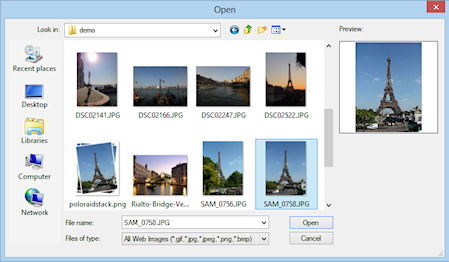 Open
Look in:
demo
Preview:
Recent places
Desktop
Libraries
Computer
Network
DSC02141.JPG
DSC02166.JPG
DSC02247.JPG
DSC02522.JPG
poloraidstack.png
Rialto-Bridge-Ve...
SAM_0756.JPG
SAM_0758.JPG
File name:
SAM_0758.JPG
Open
Files of type:
All Web Images (*.gif,*.jpg,*.jpeg,*.png,*.bmp)
Cancel